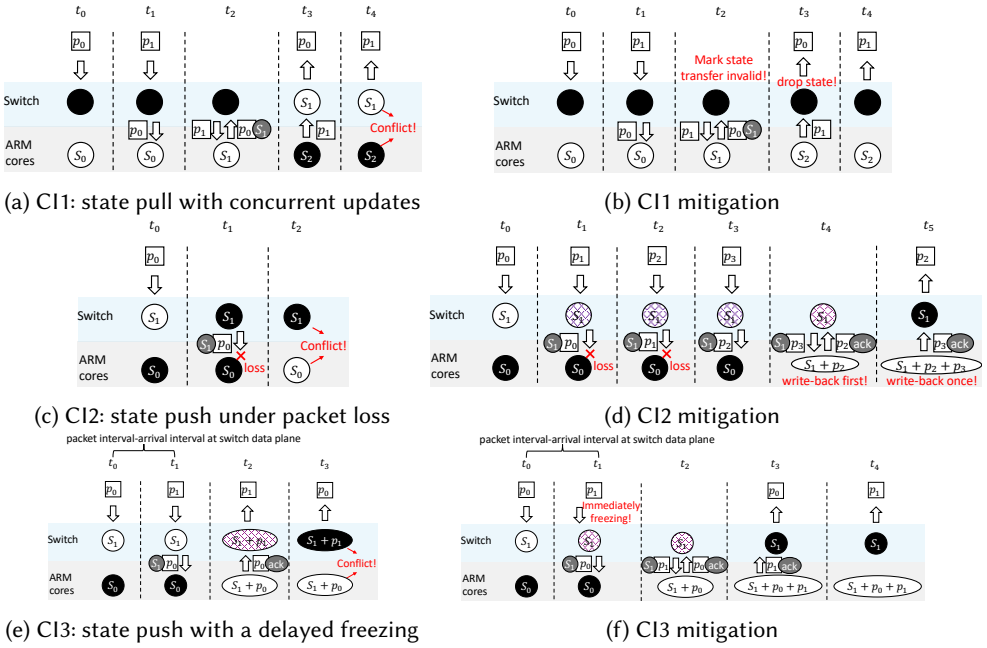 t0 t1 t2 t3 t4
p0 p1 p0 p1
Switch S1 S1
p0 p1 p0 S1 p1 Conflict!
ARM cores S0 S0 S1 S2 S2
(a) CI1: state pull with concurrent updates
t0 t1 t2 t3 t4
p0 p1 Mark state transfer invalid! p0 p1
drop state!
Switch
p0 p1 p0 S1 p1
ARM cores S0 S0 S1 S2 S2
(b) CI1 mitigation
t0 t1 t2
p0
Switch S1 S1 S1
S1 p0 Conflict!
ARM cores S0 S0 loss S0
(c) CI2: state push under packet loss
t0 t1 t2 t3 t4 t5
p0 p1 p2 p3 p2
Switch S0 S1 S1 S1 S1 S1
S1 p0 S1 p1 S1 p2 S1 p3 p2 ack p3 ack
ARM cores S0 S0 loss S0 loss S0 S1 + p2 S1 + p2 + p3
write-back first! write-back once!
(d) CI2 mitigation
packet interval-arrival interval at switch data plane
t0 t1 t2 t3
p0 p1 p1 p0
Switch S1 S1 S1 + p1 S1 + p1
S1 p0 p0 ack Conflict!
ARM cores S0 S0 S1 + p0 S1 + p0
(e) CI3: state push with a delayed freezing
packet interval-arrival interval at switch data plane
t0 t1 t2 t3 t4
p0 p1 p0 p1
Immediately freezing!
Switch S1 S1 S1 S1 S1
S1 p0 S1 p1 p0 ack p1 ack
ARM cores S0 S0 S1 + p0 S1 + p0 + p1 S1 + p0 + p1
(f) CI3 mitigation